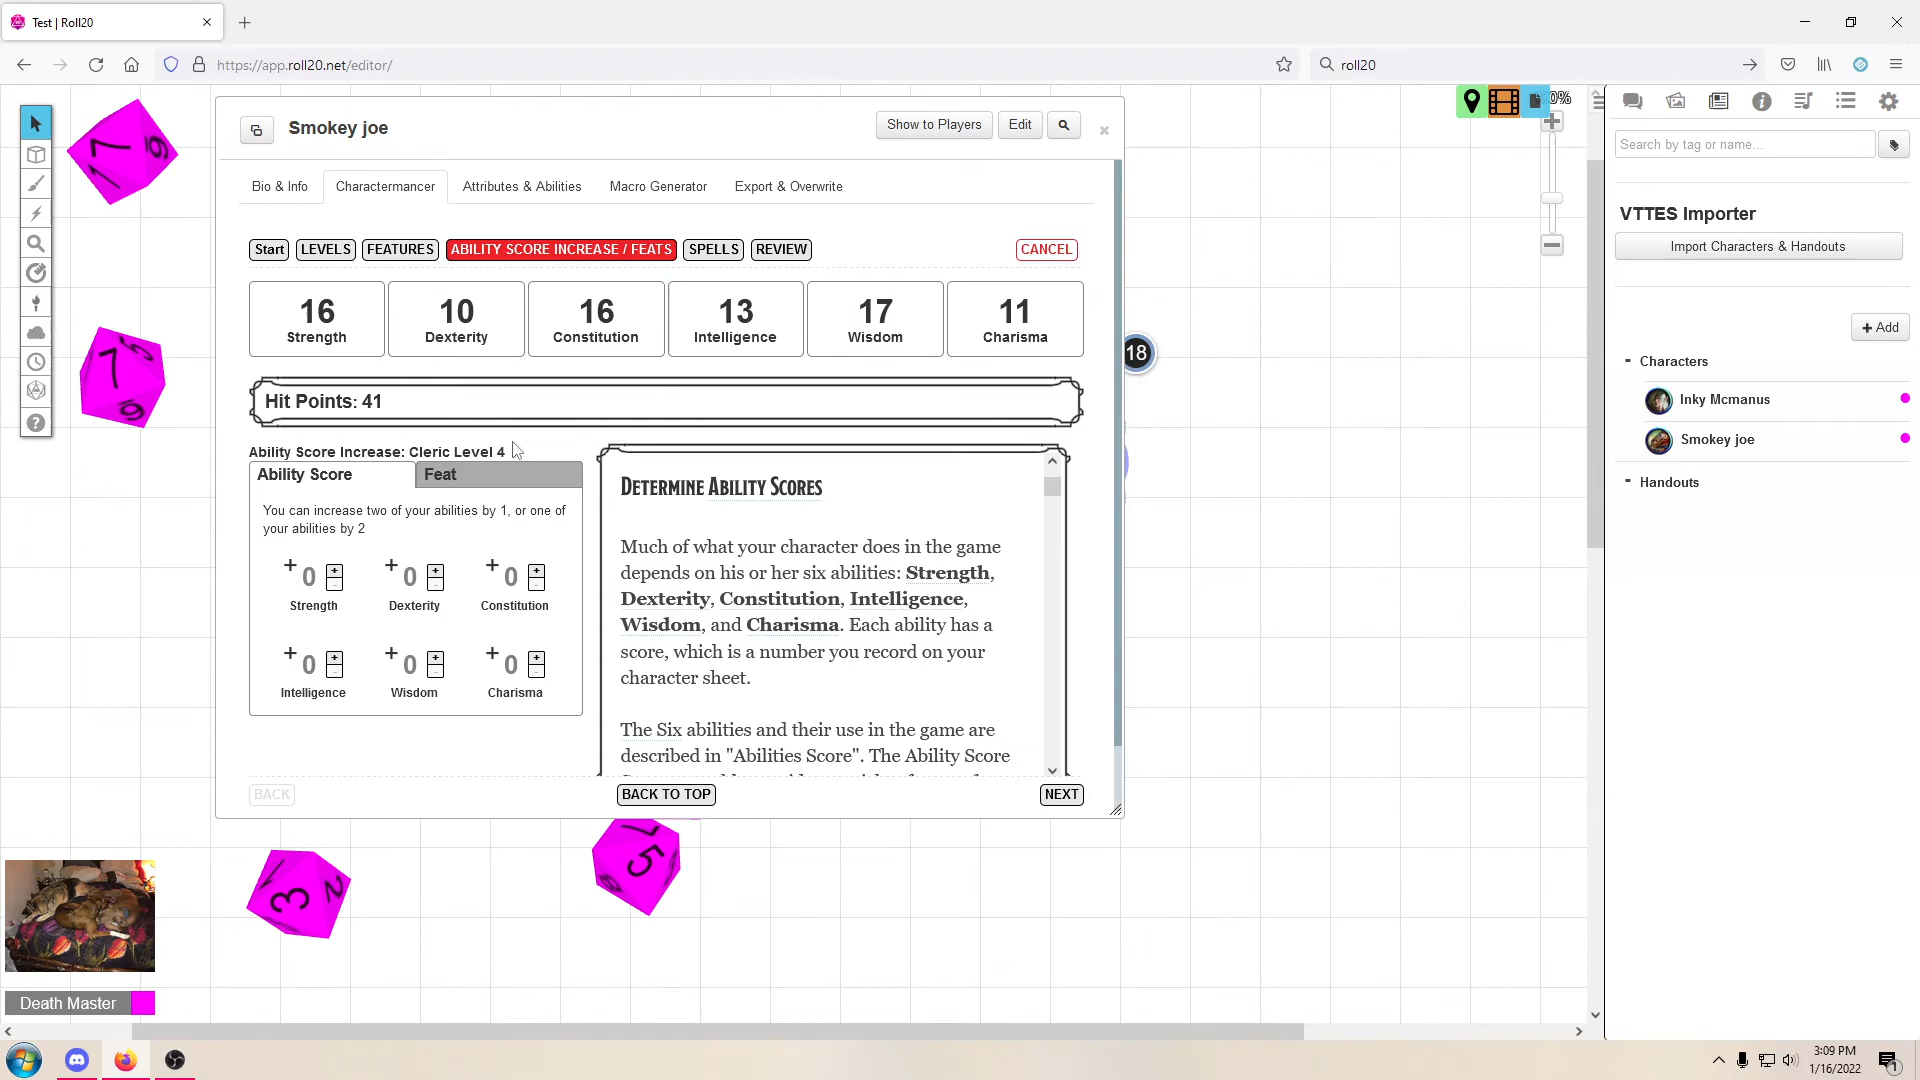 Test | Roll20
https://app.roll20.net/editor/
roll20
Smokey joe
Show to Players
Edit
Bio & Info
Charactermancer
Attributes & Abilities
Macro Generator
Export & Overwrite
Start
LEVELS
FEATURES
ABILITY SCORE INCREASE / FEATS
SPELLS
REVIEW
CANCEL
16
Strength
10
Dexterity
16
Constitution
13
Intelligence
17
Wisdom
11
Charisma
Hit Points: 41
Ability Score Increase: Cleric Level 4
Ability Score
Feat
You can increase two of your abilities by 1, or one of
your abilities by 2
+ 0 + -
Strength
+ 0 + -
Dexterity
+ 0 + -
Constitution
+ 0 + -
Intelligence
+ 0 + -
Wisdom
+ 0 + -
Charisma
DETERMINE ABILITY SCORES
Much of what your character does in the game
depends on his or her six abilities: Strength,
Dexterity, Constitution, Intelligence,
Wisdom, and Charisma. Each ability has a
score, which is a number you record on your
character sheet.
The Six abilities and their use in the game are
described in "Abilities Score". The Ability Score
BACK
BACK TO TOP
NEXT
18
17
6
7
6
3
2
5
7
Search by tag or name...
VTTES Importer
Import Characters & Handouts
+ Add
Characters
Inky Mcmanus
Smokey joe
Handouts
Death Master
3:09 PM
1/16/2022
1